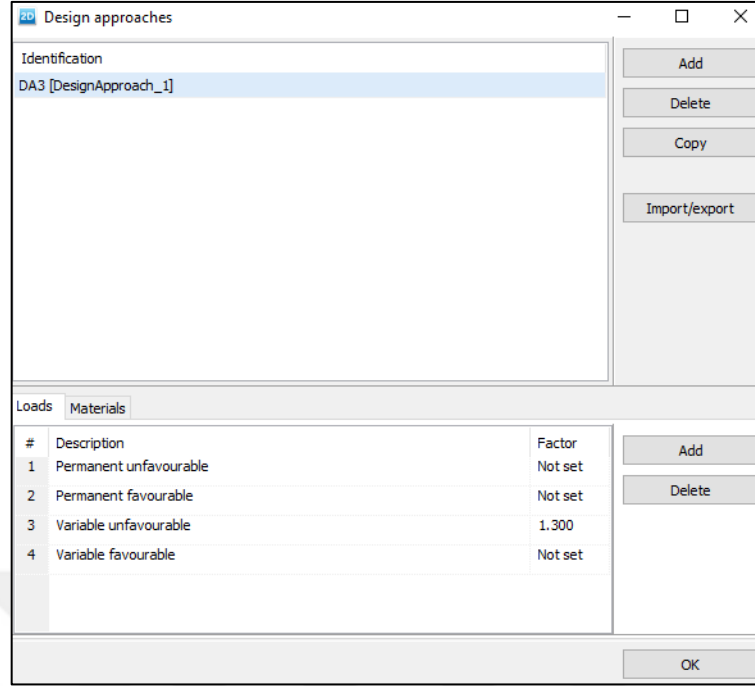 2D Design approaches
Identification
DA3 [DesignApproach_1]
Add
Delete
Copy
Import/export
Loads Materials
# Description Factor
1 Permanent unfavourable Not set
2 Permanent favourable Not set
3 Variable unfavourable 1.300
4 Variable favourable Not set
Add
Delete
OK